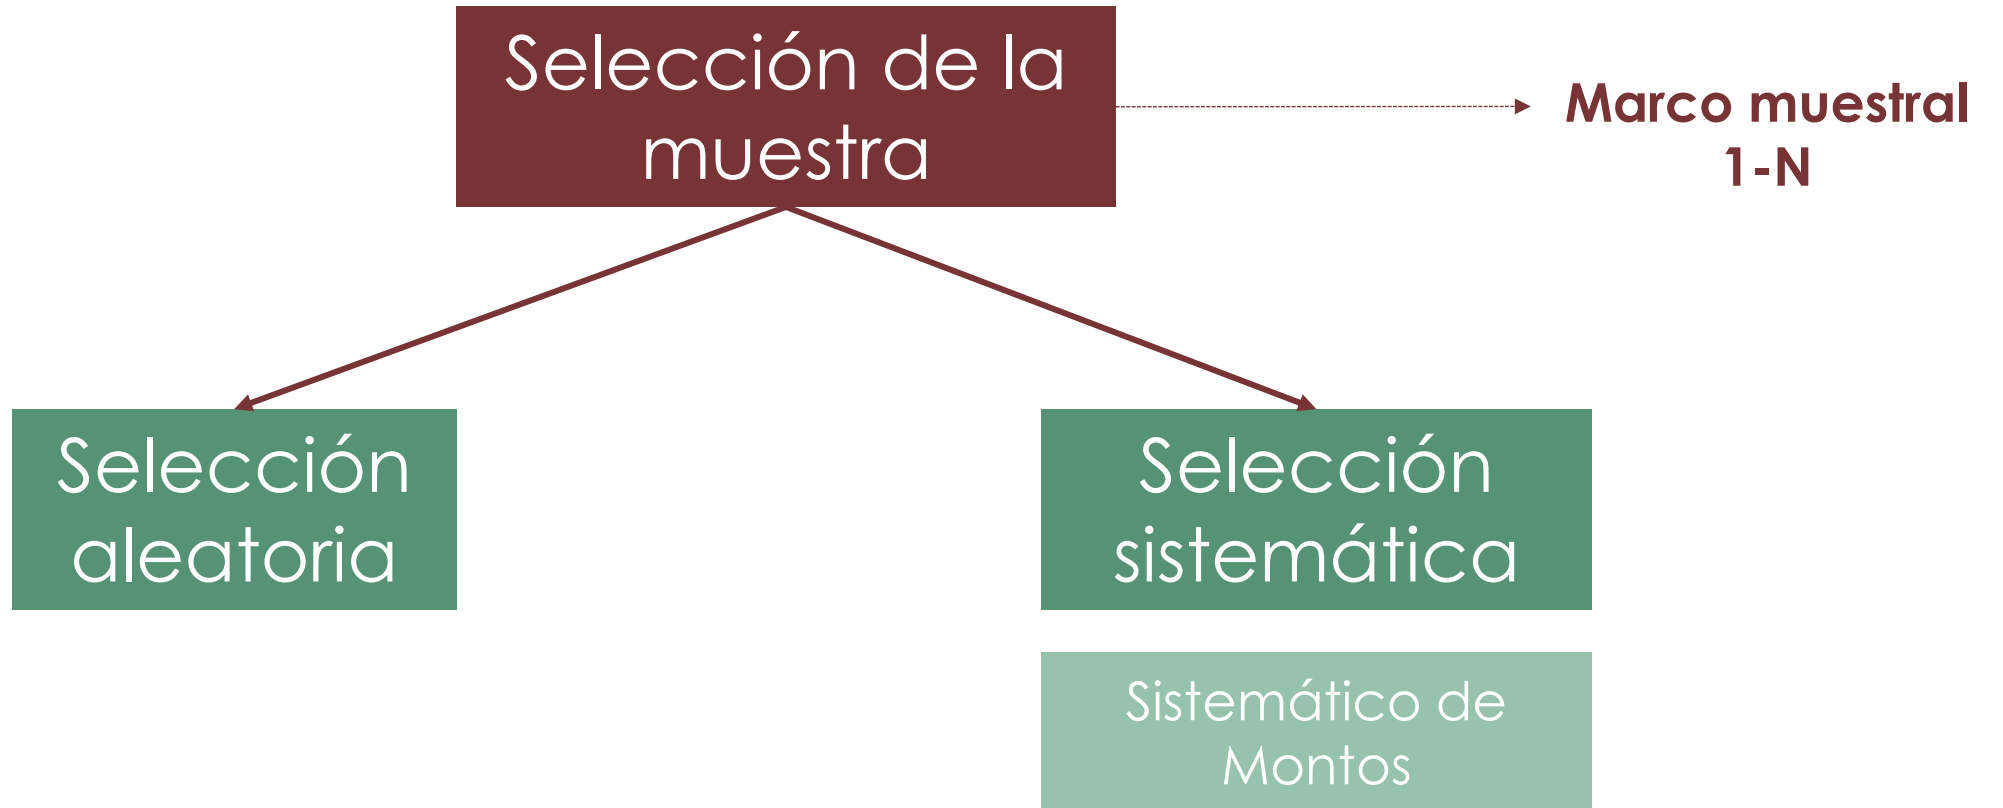 Selección de la
muestra
Marco muestral
1-N
Selección
aleatoria
Selección
sistemática
Sistemático de
Montos